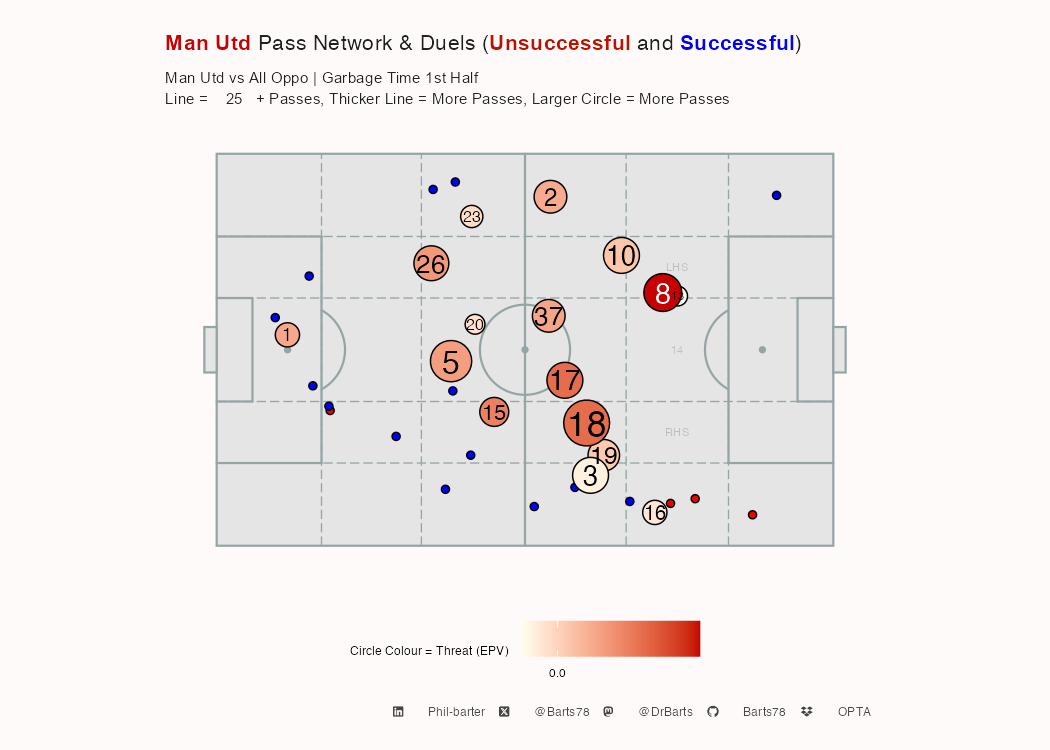 Man Utd Pass Network & Duels (Unsuccessful and Successful)
Man Utd vs All Oppo | Garbage Time 1st Half
Line = 25 + Passes, Thicker Line = More Passes, Larger Circle = More Passes
2
23
10
26
LHS
8
37
20
1
14
5
17
15
18
RHS
19
3
16
Circle Colour = Threat (EPV)
0.0
Phil-barter @Barts78 @DrBarts Barts78 OPTA